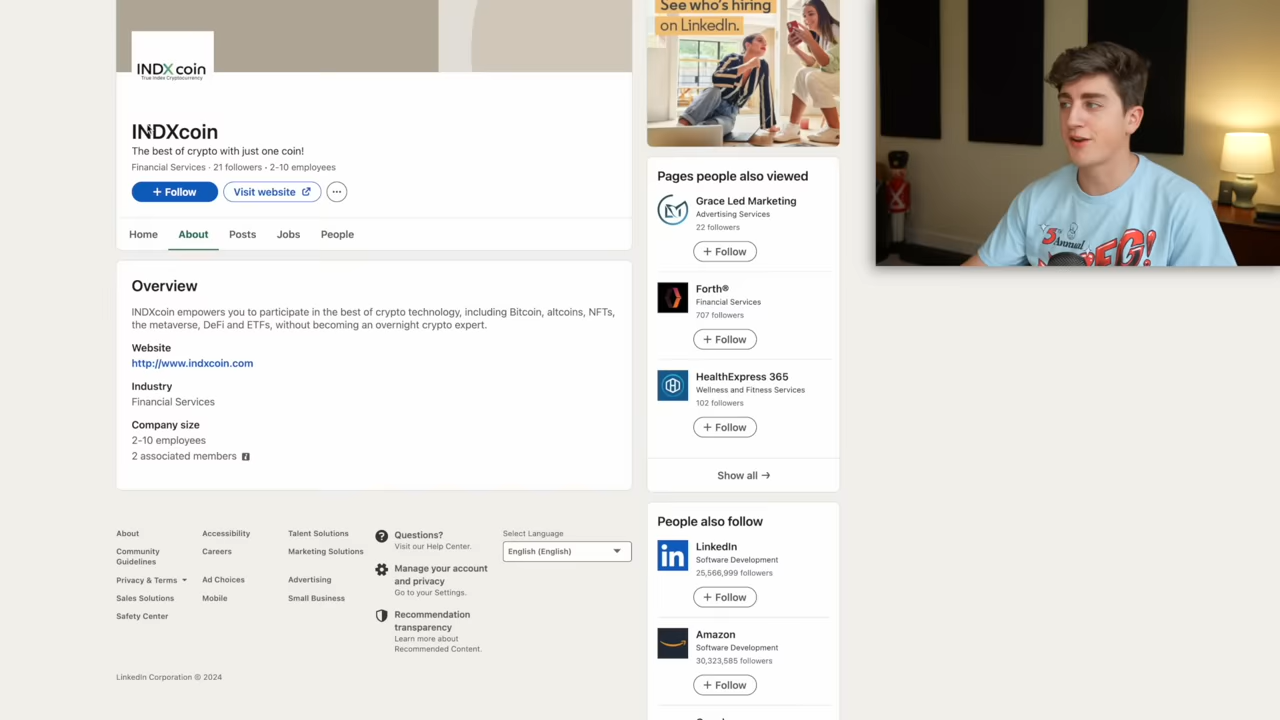 INDX coin
True Index Cryptocurrency
INDXcoin
The best of crypto with just one coin!
Financial Services · 21 followers · 2-10 employees
+ Follow
Visit website
Home
About
Posts
Jobs
People
Overview
INDXcoin empowers you to participate in the best of crypto technology, including Bitcoin, altcoins, NFTs,
the metaverse, DeFi and ETFs, without becoming an overnight crypto expert.
Website
http://www.indxcoin.com
Industry
Financial Services
Company size
2-10 employees
2 associated members
See who's hiring
on LinkedIn.
Pages people also viewed
Grace Led Marketing
Advertising Services
22 followers
+ Follow
Forth®
Financial Services
707 followers
+ Follow
HealthExpress 365
Wellness and Fitness Services
102 followers
+ Follow
Show all →
People also follow
LinkedIn
Software Development
25,566,999 followers
+ Follow
Amazon
Software Development
30,323,585 followers
+ Follow
About
Accessibility
Talent Solutions
Community
Guidelines
Careers
Marketing Solutions
Privacy & Terms
Ad Choices
Advertising
Sales Solutions
Mobile
Small Business
Safety Center
Questions?
Visit our Help Center.
Manage your account
and privacy
Go to your Settings.
Recommendation
transparency
Learn more about
Recommended Content.
Select Language
English (English)
LinkedIn Corporation © 2024
Annual